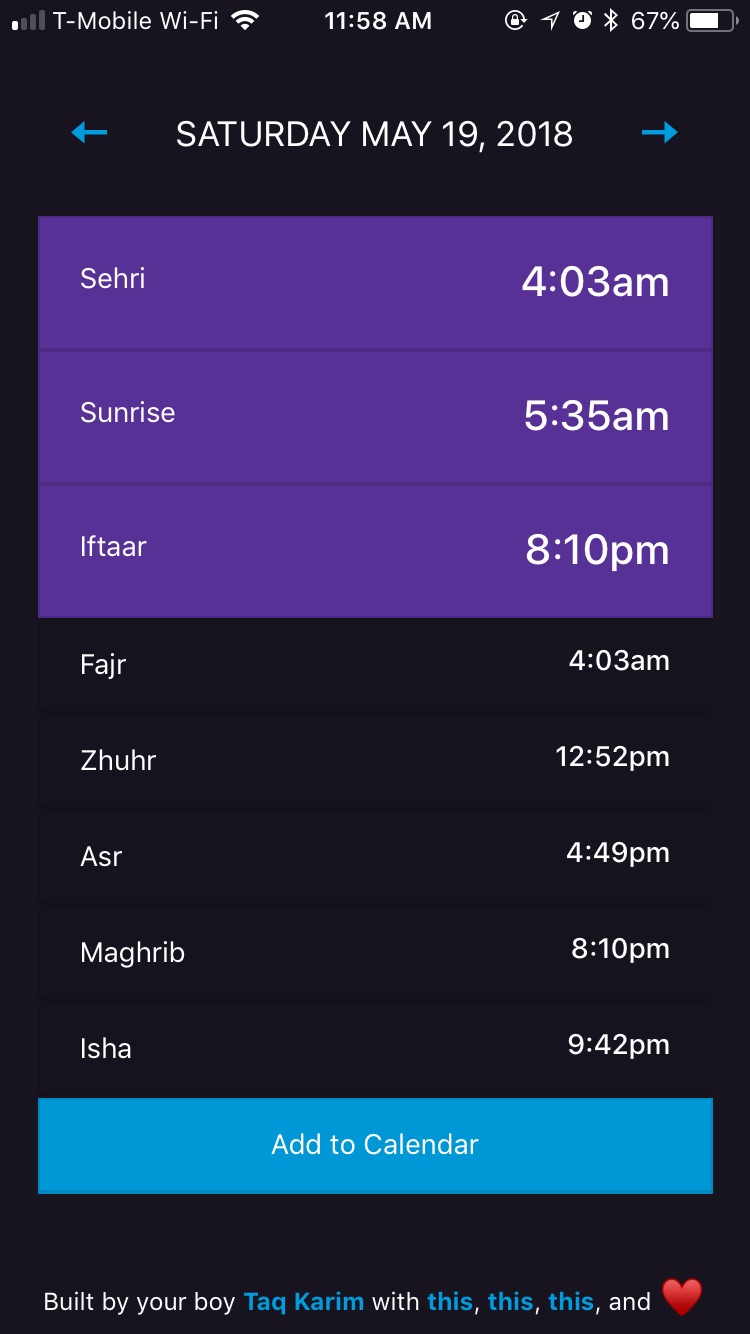 T-Mobile Wi-Fi 11:58 AM 67%
SATURDAY MAY 19, 2018
Sehri 4:03am
Sunrise 5:35am
Iftaar 8:10pm
Fajr 4:03am
Zhuhr 12:52pm
Asr 4:49pm
Maghrib 8:10pm
Isha 9:42pm
Add to Calendar
Built by your boy Taq Karim with this, this, this, and